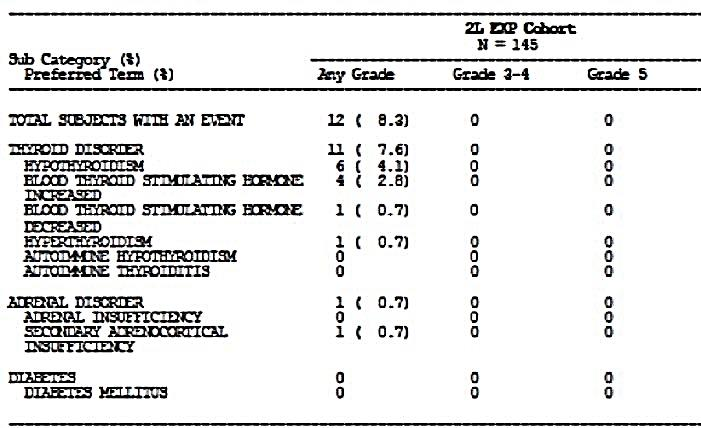 2L EXP Cohort
N = 145
Sub Category (%)
Preferred Term (%) Any Grade Grade 3-4 Grade 5
TOTAL SUBJECTS WITH AN EVENT 12 ( 8.3) 0 0
THYROID DISORDER 11 ( 7.6) 0 0
HYPOTHYROIDISM 6 ( 4.1) 0 0
BLOOD THYROID STIMULATING HORMONE 4 ( 2.8) 0 0
INCREASED
BLOOD THYROID STIMULATING HORMONE 1 ( 0.7) 0 0
DECREASED
HYPERTHYROIDISM 1 ( 0.7) 0 0
AUTOIMMUNE HYPOTHYROIDISM 0 0 0
AUTOIMMUNE THYROIDITIS 0 0 0
ADRENAL DISORDER 1 ( 0.7) 0 0
ADRENAL INSUFFICIENCY 0 0 0
SECONDARY ADRENOCORTICAL 1 ( 0.7) 0 0
INSUFFICIENCY
DIABETES 0 0 0
DIABETES MELLITUS 0 0 0